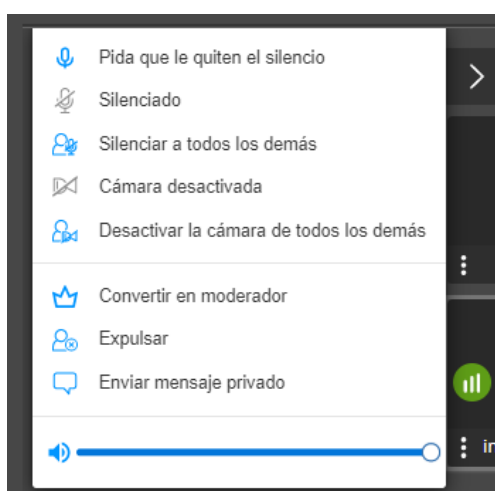 Pida que le quiten el silencio
Silenciado
Silenciar a todos los demás
Cámara desactivada
Desactivar la cámara de todos los demás
Convertir en moderador
Expulsar
Enviar mensaje privado